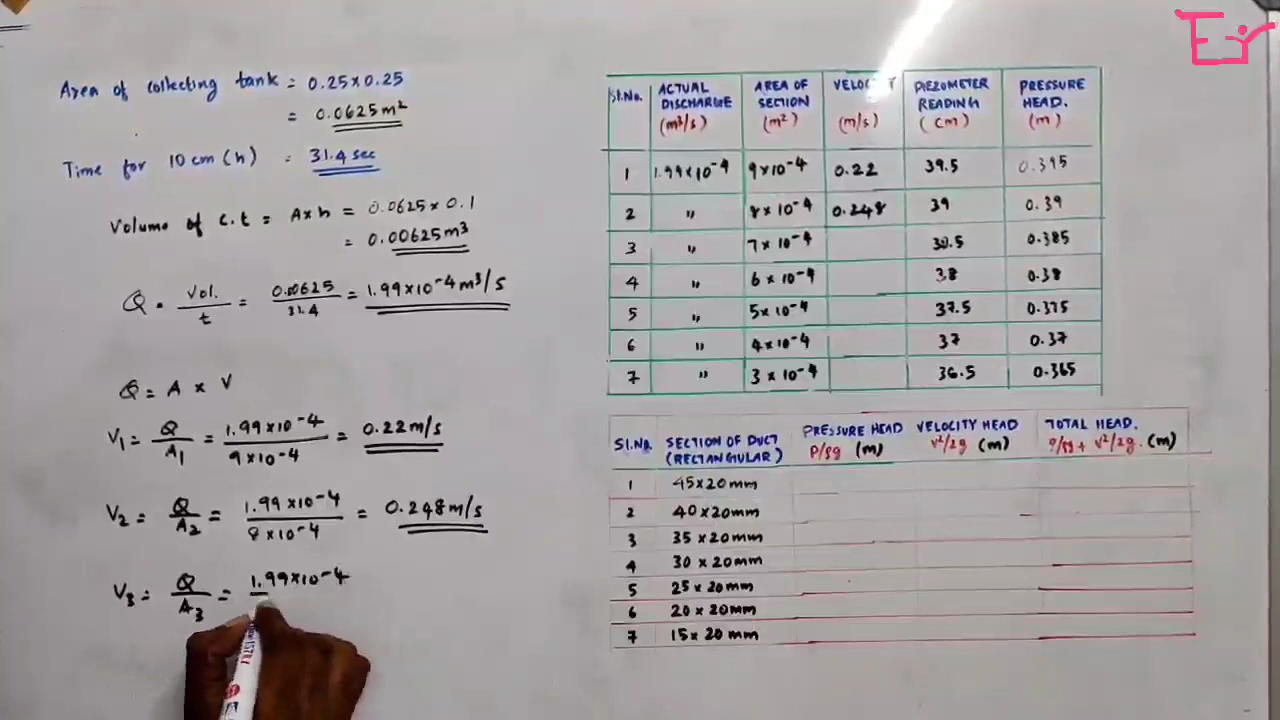 Area of collecting tank = 0.25 x 0.25
= 0.0625 m²
Time for 10 cm (h) = 31.4 sec
Volume of C.t = A x h = 0.0625 x 0.1
= 0.00625 m³
Q = Vol./t = 0.00625/31.4 = 1.99 x 10⁻⁴ m³/s
Q = A x V
V₁ = Q/A₁ = 1.99 x 10⁻⁴/9 x 10⁻⁴ = 0.22 m/s
V₂ = Q/A₂ = 1.99 x 10⁻⁴/8 x 10⁻⁴ = 0.248 m/s
V₃ = Q/A₃ = 1.99 x 10⁻⁴
Sl.No. ACTUAL DISCHARGE (m³/s) AREA OF SECTION (m²) VELOCITY (m/s) PIEZOMETER READING (cm) PRESSURE HEAD. (m)
1 1.99 x 10⁻⁴ 9 x 10⁻⁴ 0.22 39.5 0.395
2 " 8 x 10⁻⁴ 0.248 39 0.39
3 " 7 x 10⁻⁴ 38.5 0.385
4 " 6 x 10⁻⁴ 38 0.38
5 " 5 x 10⁻⁴ 37.5 0.375
6 " 4 x 10⁻⁴ 37 0.37
7 " 3 x 10⁻⁴ 36.5 0.365
Sl.No. SECTION OF DUCT (RECTANGULAR) PRESSURE HEAD P/ρg (m) VELOCITY HEAD V²/2g (m) TOTAL HEAD. P/ρg + V²/2g. (m)
1 45 x 20 mm
2 40 x 20 mm
3 35 x 20 mm
4 30 x 20 mm
5 25 x 20 mm
6 20 x 20 mm
7 15 x 20 mm